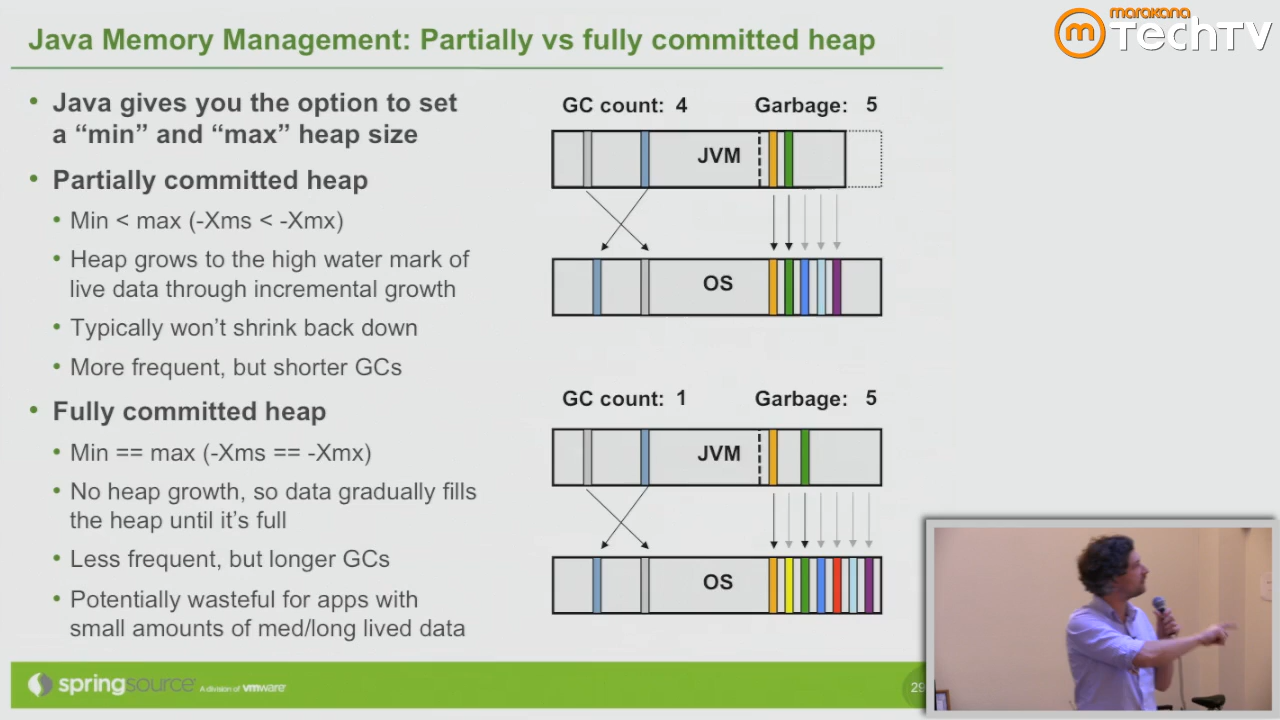 marakana
m TechTV
Java Memory Management: Partially vs fully committed heap
• Java gives you the option to set
a “min” and “max” heap size
• Partially committed heap
• Min < max (-Xms < -Xmx)
• Heap grows to the high water mark of
live data through incremental growth
• Typically won’t shrink back down
• More frequent, but shorter GCs
• Fully committed heap
• Min == max (-Xms == -Xmx)
• No heap growth, so data gradually fills
the heap until it’s full
• Less frequent, but longer GCs
• Potentially wasteful for apps with
small amounts of med/long lived data
GC count: 4 Garbage: 5
JVM
OS
GC count: 1 Garbage: 5
JVM
OS
springsource A division of vmware
29